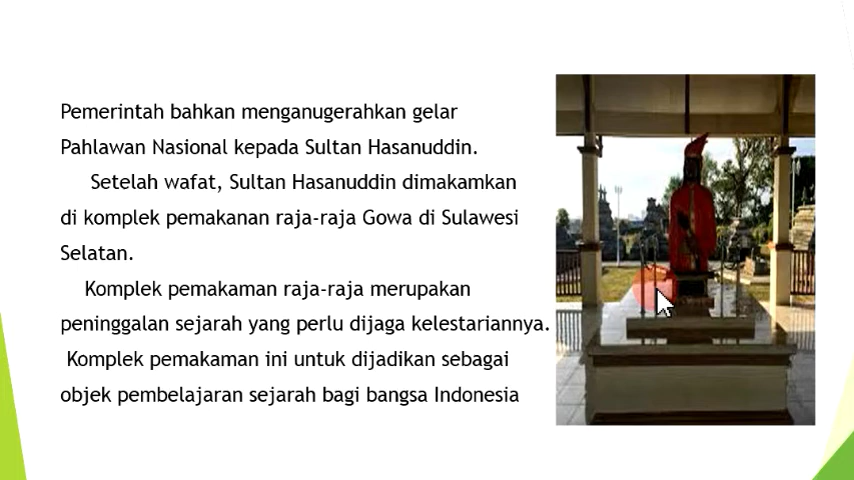 Pemerintah bahkan menganugerahkan gelar
Pahlawan Nasional kepada Sultan Hasanuddin.
Setelah wafat, Sultan Hasanuddin dimakamkan
di komplek pemakanan raja-raja Gowa di Sulawesi
Selatan.
Komplek pemakaman raja-raja merupakan
peninggalan sejarah yang perlu dijaga kelestariannya.
Komplek pemakaman ini untuk dijadikan sebagai
objek pembelajaran sejarah bagi bangsa Indonesia